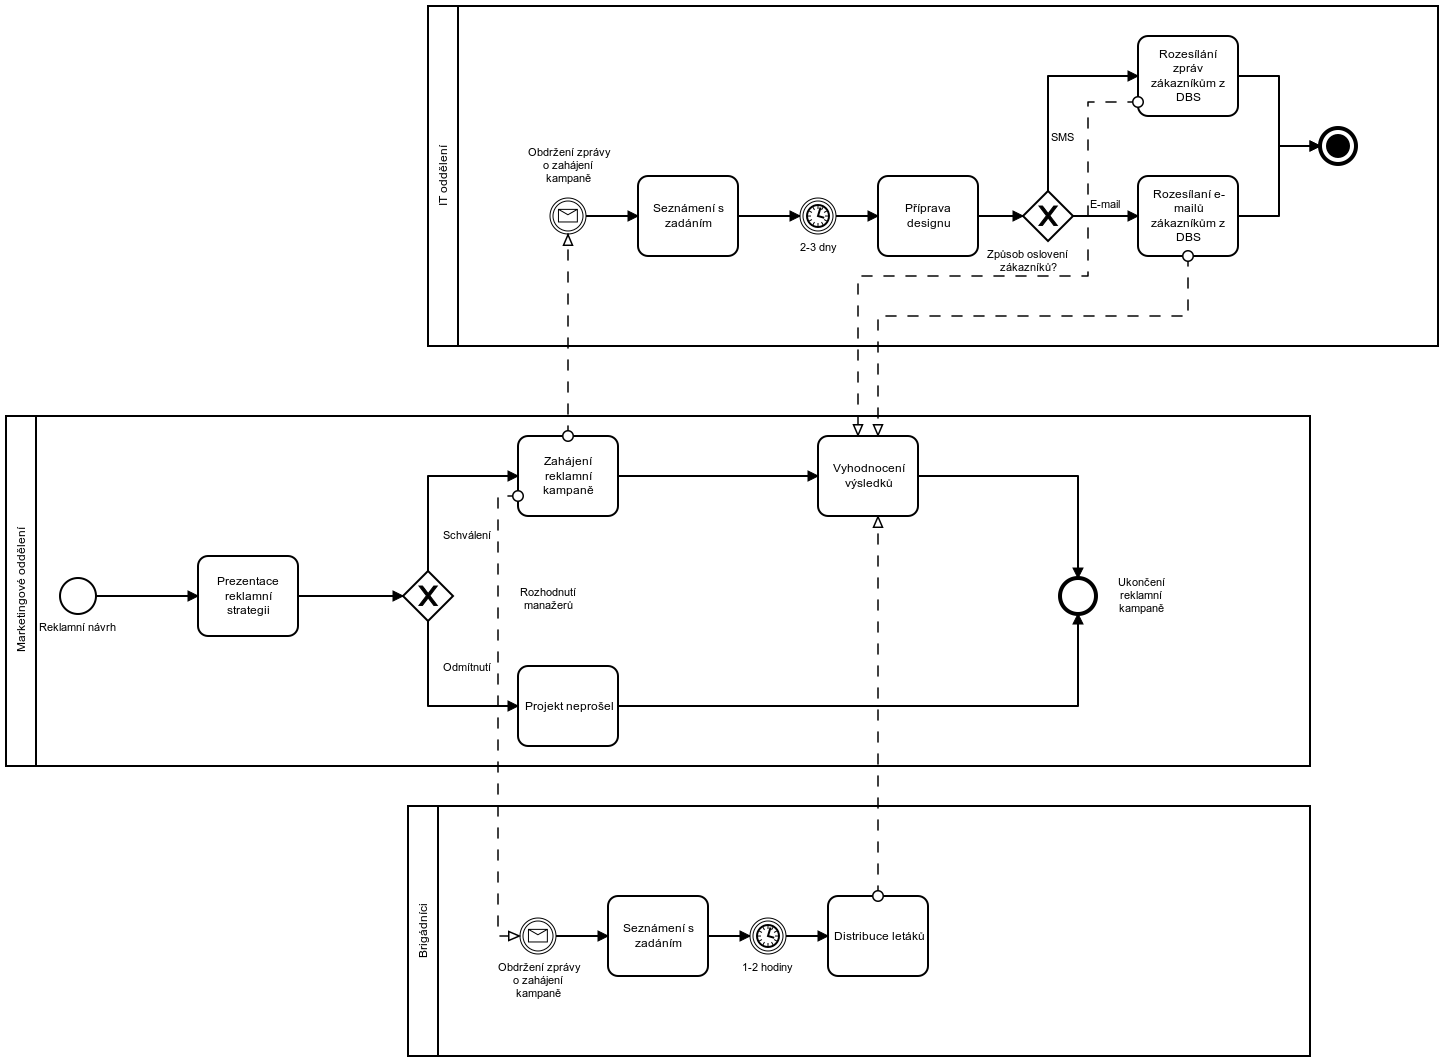 IT oddělení
Obdržení zprávy
o zahájení
kampaně
Seznámení s
zadáním
2-3 dny
Příprava
designu
Způsob oslovení
zákazníků?
SMS
E-mail
Rozesílání
zpráv
zákazníkům z
DBS
Rozesílaní e-
mailů
zákazníkům z
DBS
Marketingové oddělení
Reklamní návrh
Prezentace
reklamní
strategii
Schválení
Odmítnutí
Rozhodnutí
manažerů
Zahájení
reklamní
kampaně
Projekt neprošel
Vyhodnocení
výsledků
Ukončení
reklamní
kampaně
Brigádníci
Obdržení zprávy
o zahájení
kampaně
Seznámení s
zadáním
1-2 hodiny
Distribuce letáků